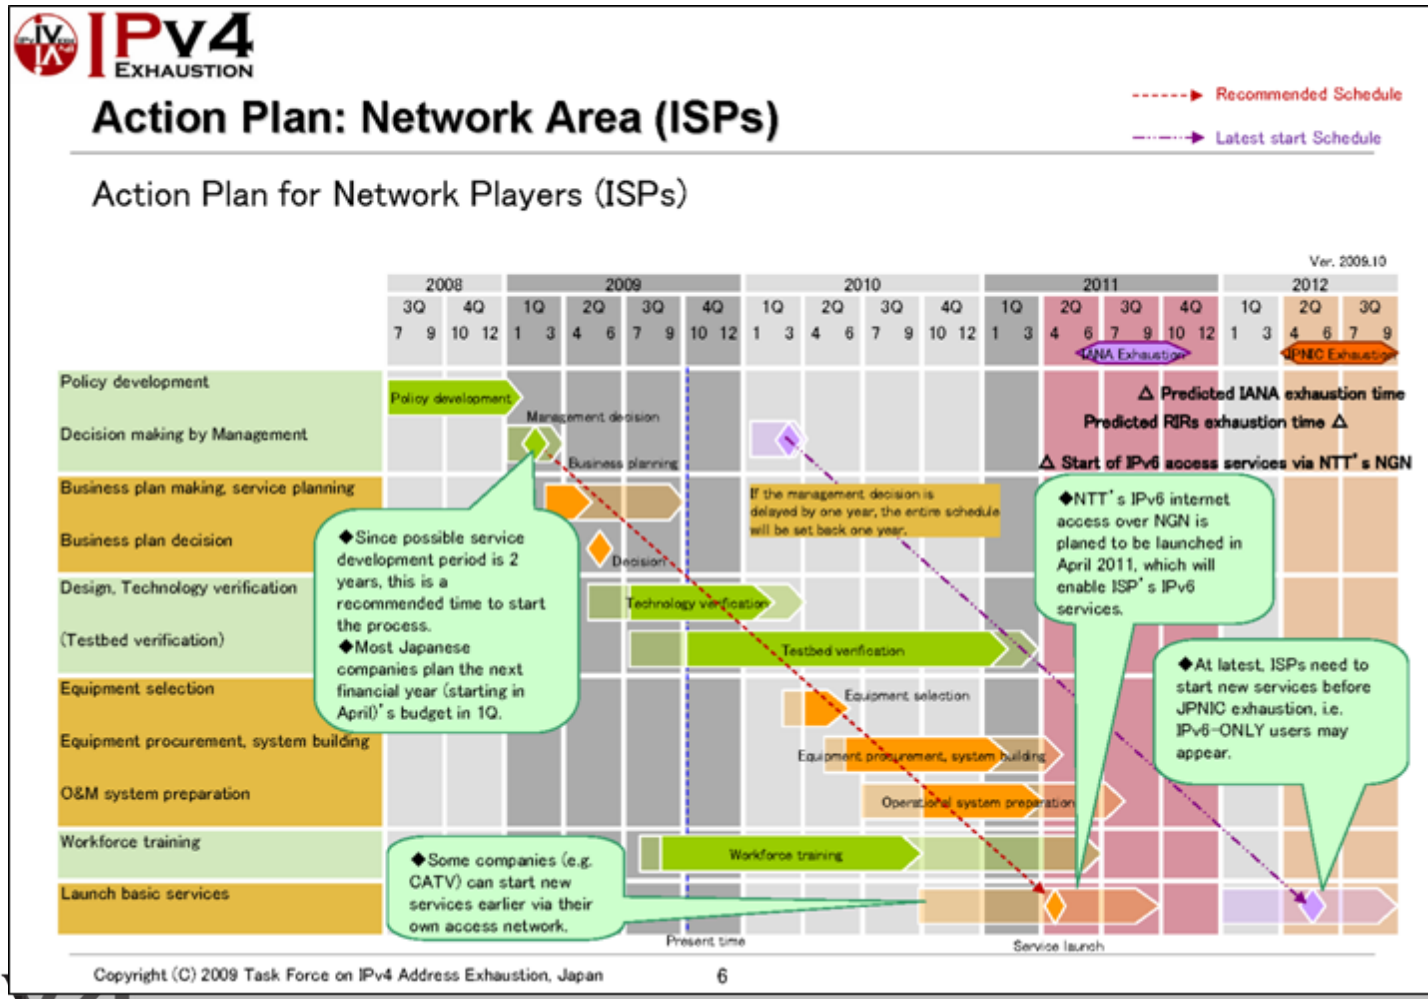 IPv4
EXHAUSTION
Action Plan: Network Area (ISPs)
Recommended Schedule
Latest start Schedule
Action Plan for Network Players (ISPs)
Ver. 2009.10
2008 2009 2010 2011 2012
3Q 4Q 1Q 2Q 3Q 4Q 1Q 2Q 3Q 4Q 1Q 2Q 3Q 4Q 1Q 2Q 3Q
7 9 10 12 1 3 4 6 7 9 10 12 1 3 4 6 7 9 10 12 1 3 4 6 7 9 10 12 1 3 4 6 7 9
IANA Exhaustion JPNIC Exhaustion
Policy development
Policy development
△ Predicted IANA exhaustion time
Management decision
Predicted RIRs exhaustion time △
Decision making by Management
Business planning
△ Start of IPv6 access services via NTT's NGN
Business plan making, service planning
If the management decision is
delayed by one year, the entire schedule
will be set back one year.
Business plan decision
Decision
◆Since possible service
development period is 2
years, this is a
recommended time to start
the process.
◆Most Japanese
companies plan the next
financial year (starting in
April)'s budget in 1Q.
◆NTT's IPv6 internet
access over NGN is
planed to be launched in
April 2011, which will
enable ISP's IPv6
services.
Design, Technology verification
Technology verification
(Testbed verification)
Testbed verification
◆At latest, ISPs need to
start new services before
JPNIC exhaustion, i.e.
IPv6-ONLY users may
appear.
Equipment selection
Equipment selection
Equipment procurement, system building
Equipment procurement, system building
O&M system preparation
Operational system preparation
Workforce training
Workforce training
◆Some companies (e.g.
CATV) can start new
services earlier via their
own access network.
Launch basic services
Present time
Service launch
Copyright (C) 2009 Task Force on IPv4 Address Exhaustion, Japan
6